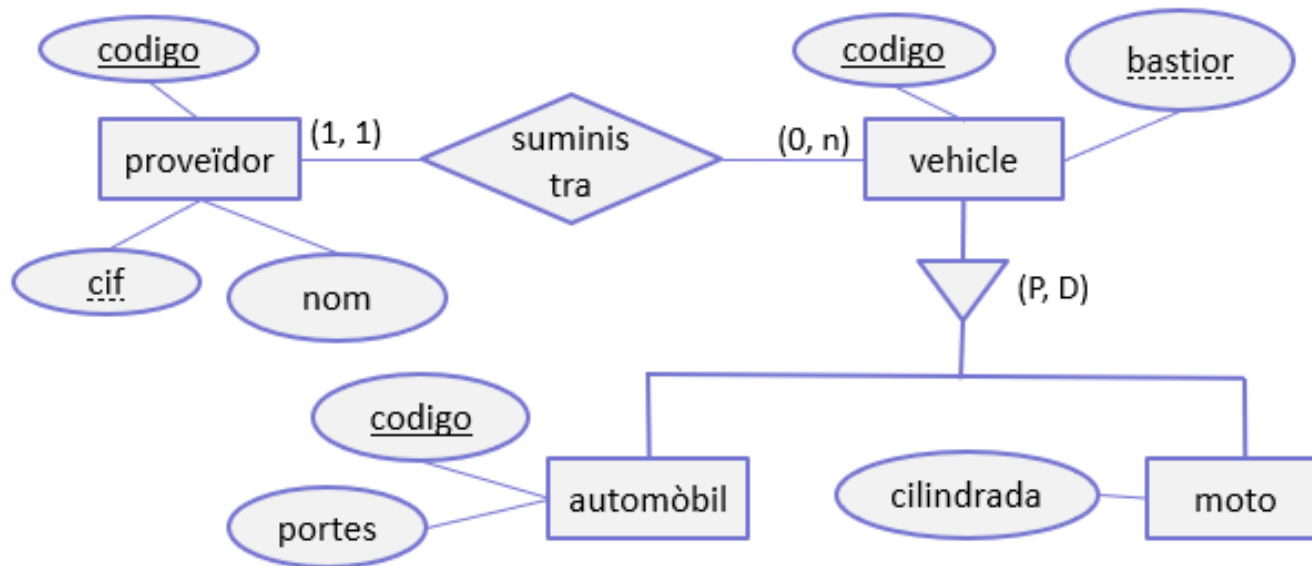 codigo
codigo
bastior
proveïdor
(1, 1)
suminis
tra
(0, n)
vehicle
cif
nom
(P, D)
codigo
portes
automòbil
cilindrada
moto